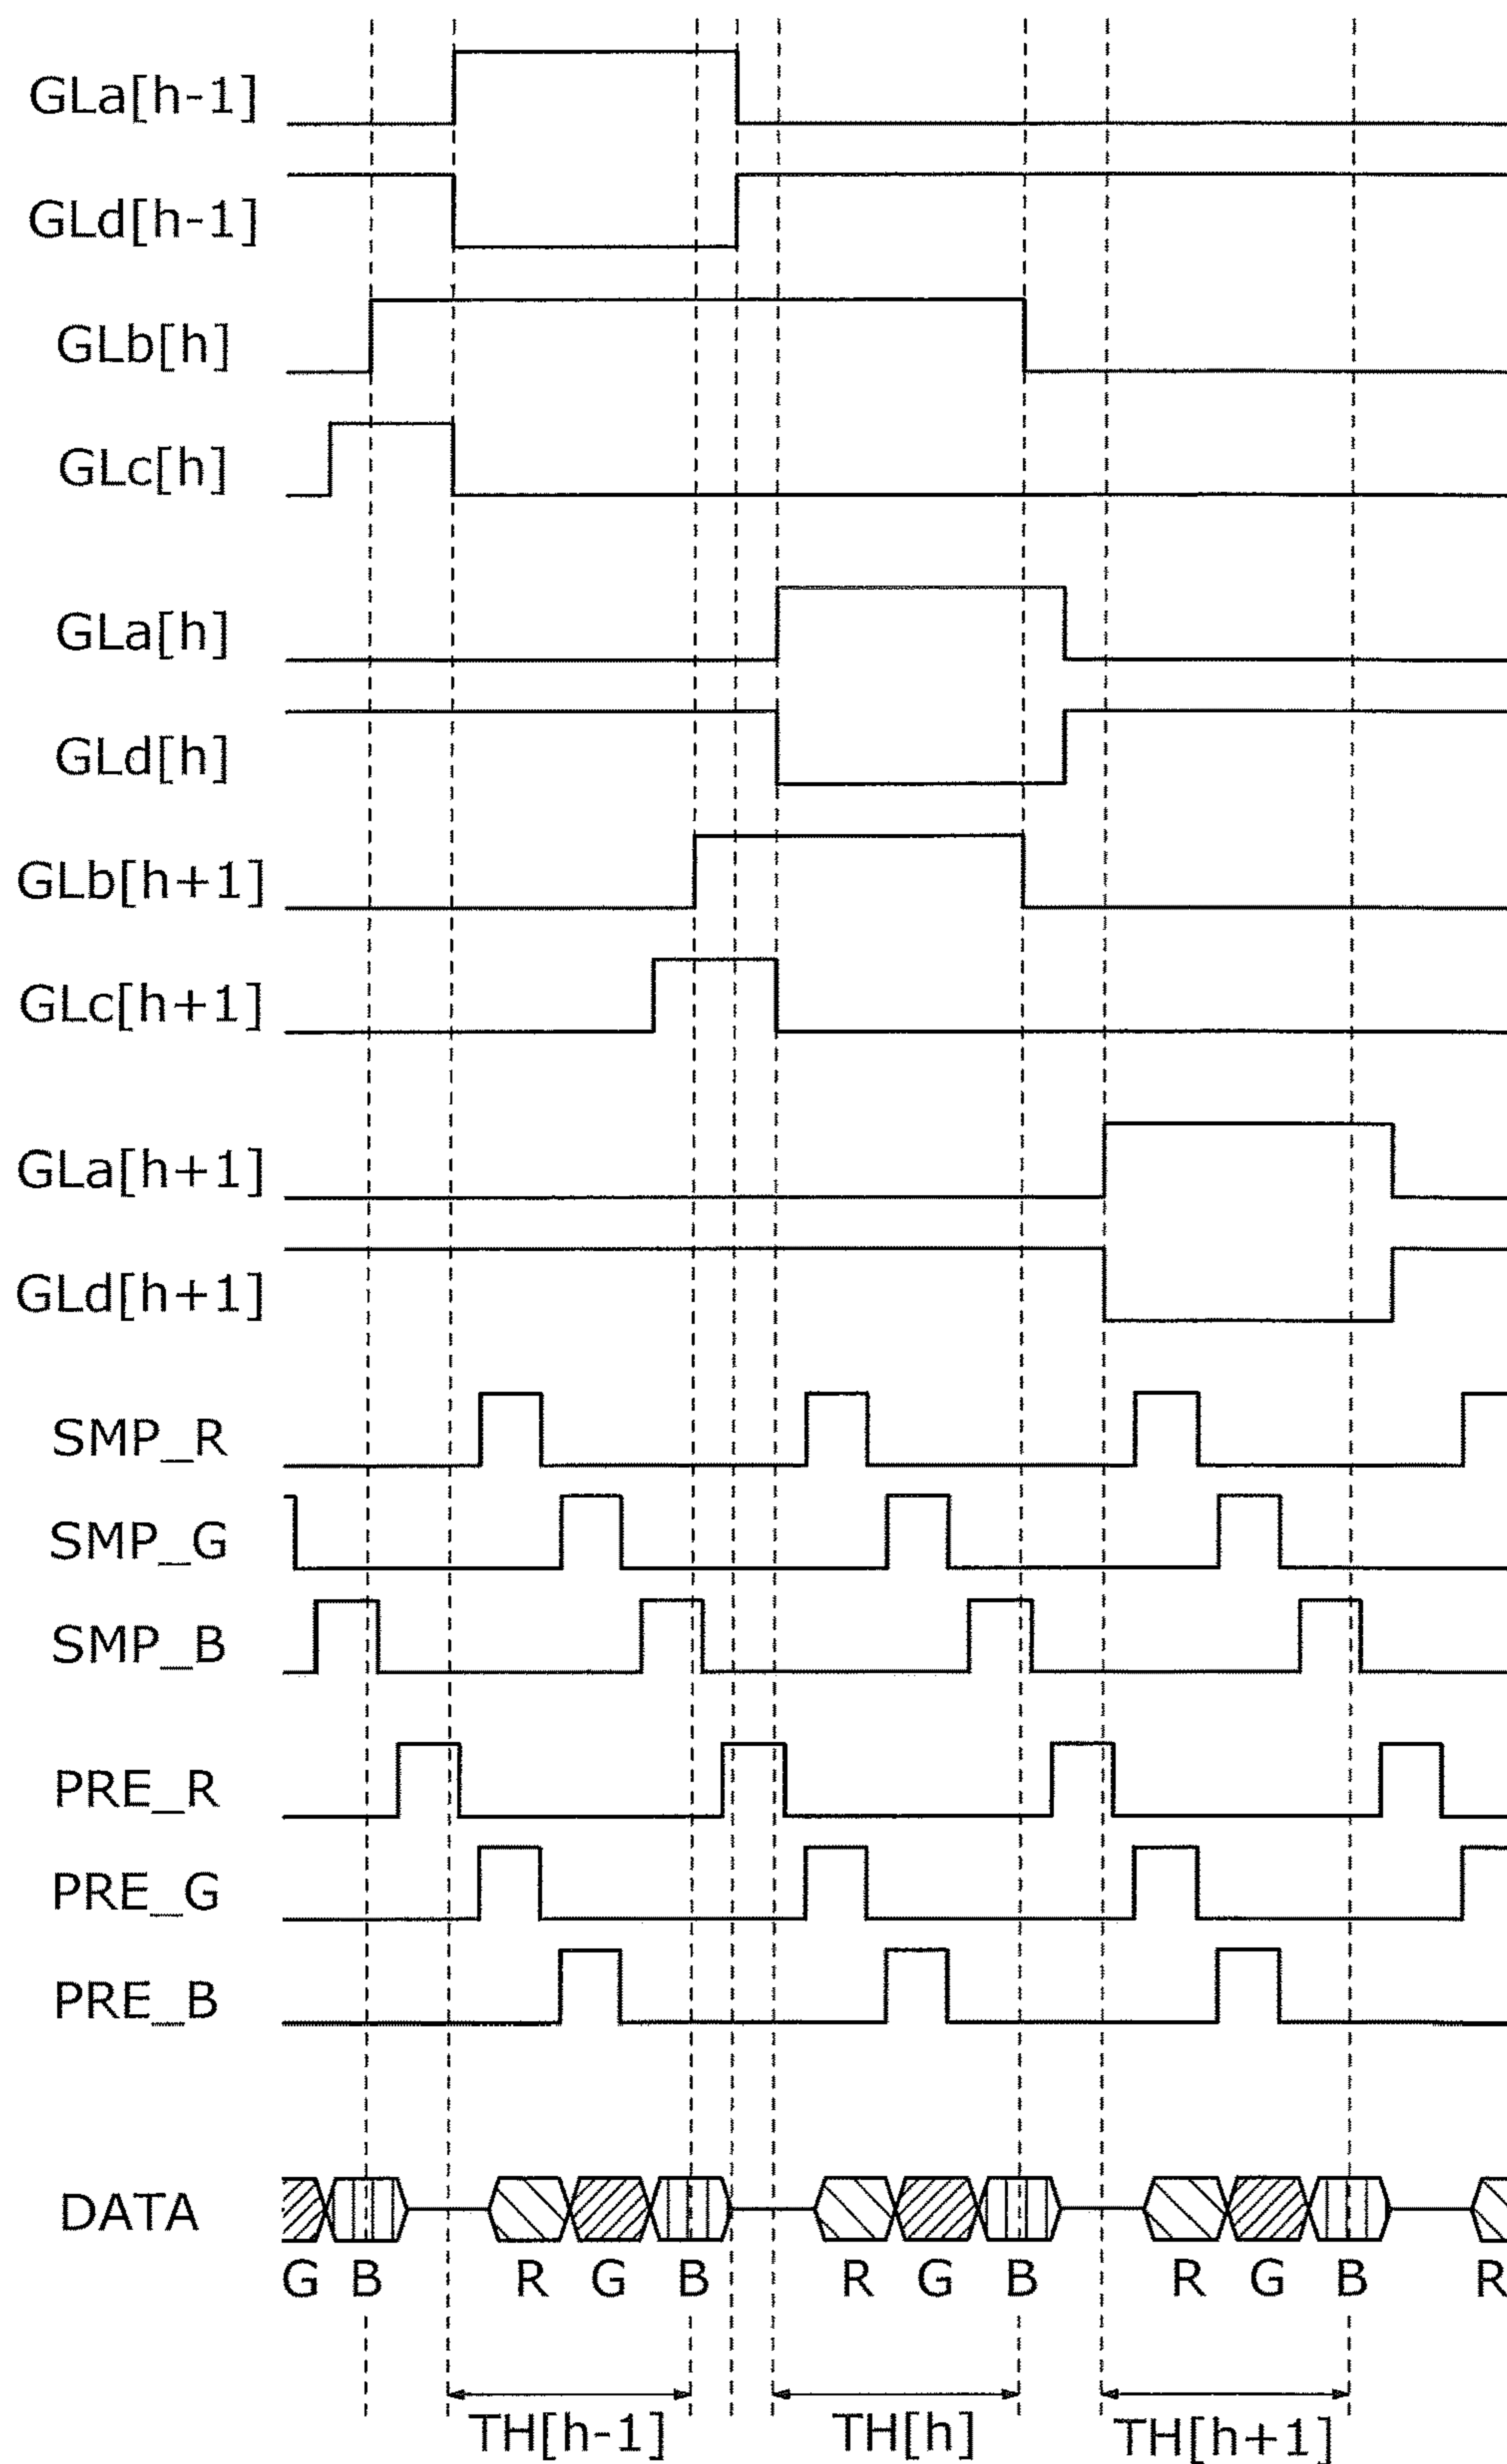 GLa[h-1]
GLd[h-1]
GLb[h]
GLc[h]
GLa[h]
GLd[h]
GLb[h+1]
GLc[h+1]
GLa[h+1]
GLd[h+1]
SMP_R
SMP_G
SMP_B
PRE_R
PRE_G
PRE_B
DATA
G B R G B R G B R G B R
TH[h-1] TH[h] TH[h+1]